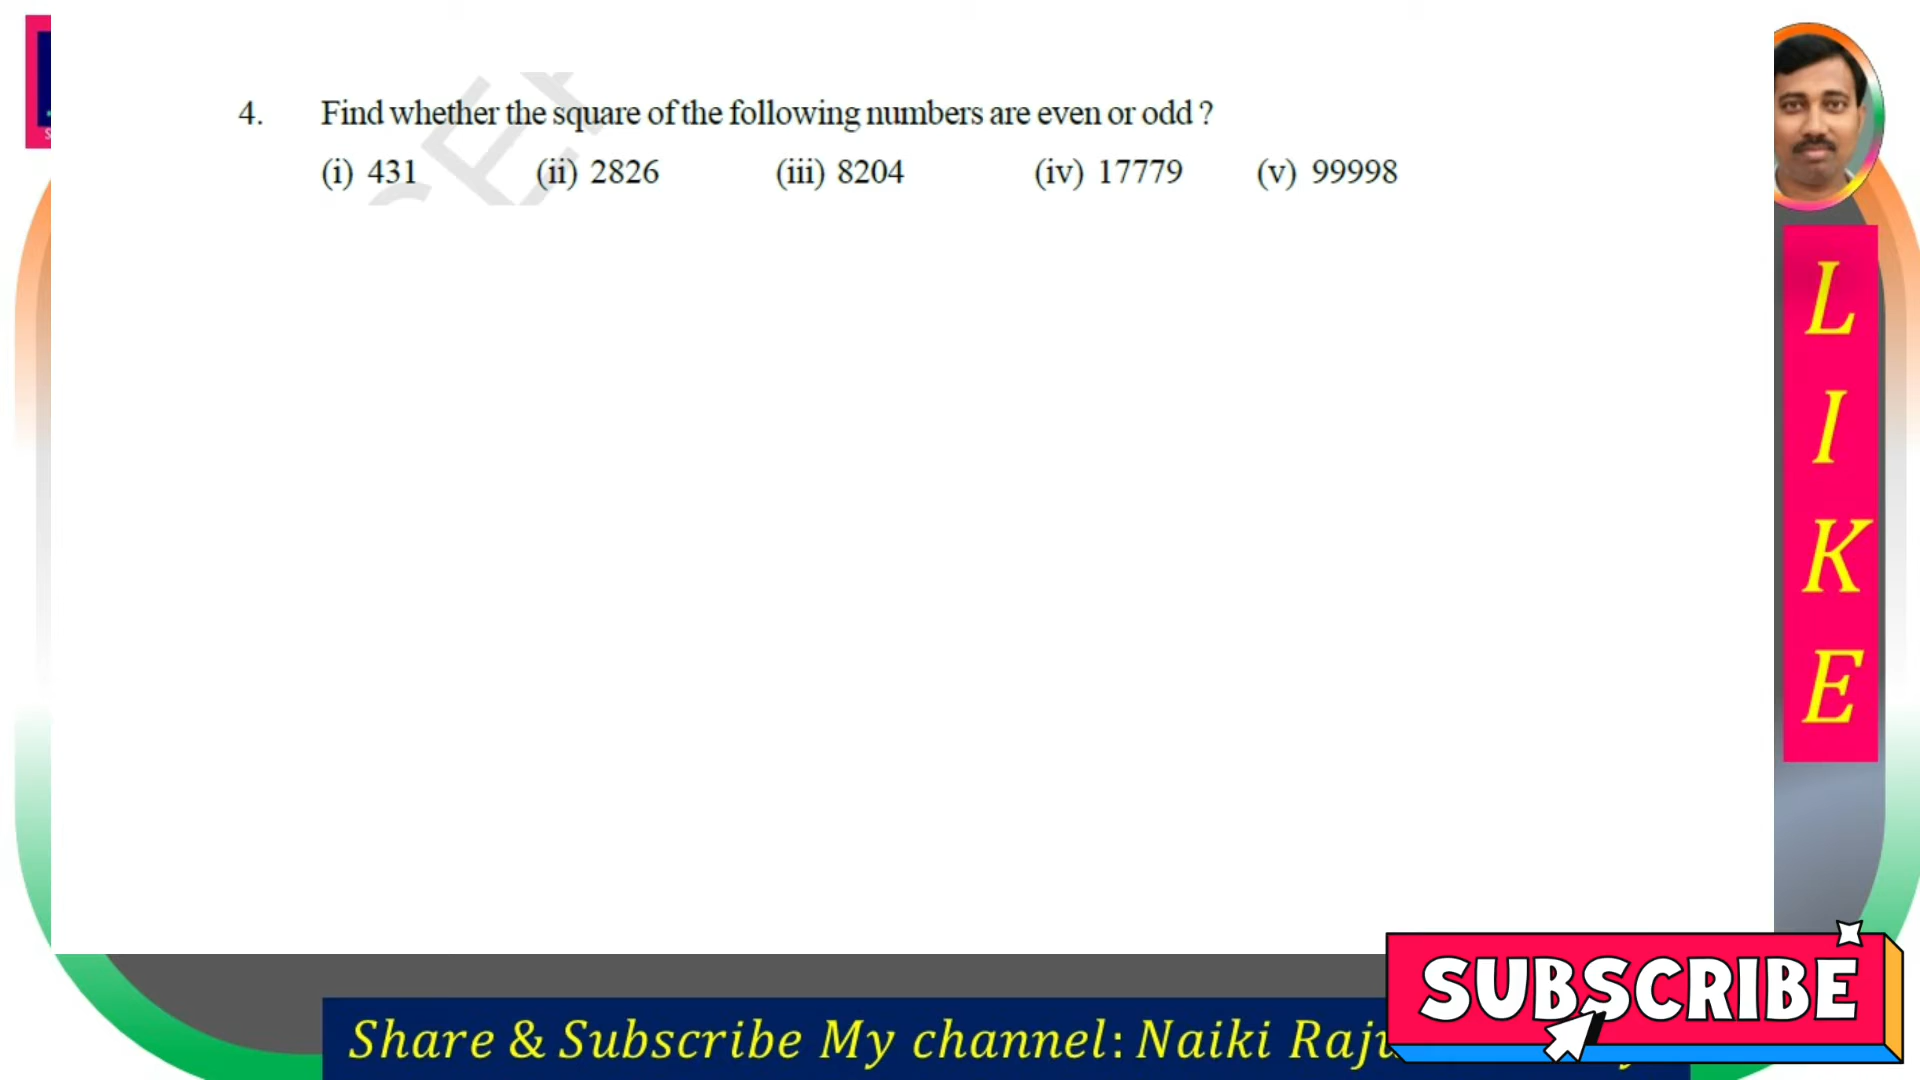 4. Find whether the square of the following numbers are even or odd ?
(i) 431 (ii) 2826 (iii) 8204 (iv) 17779 (v) 99998
L
I
K
E
SUBSCRIBE
Share & Subscribe My channel: Naiki